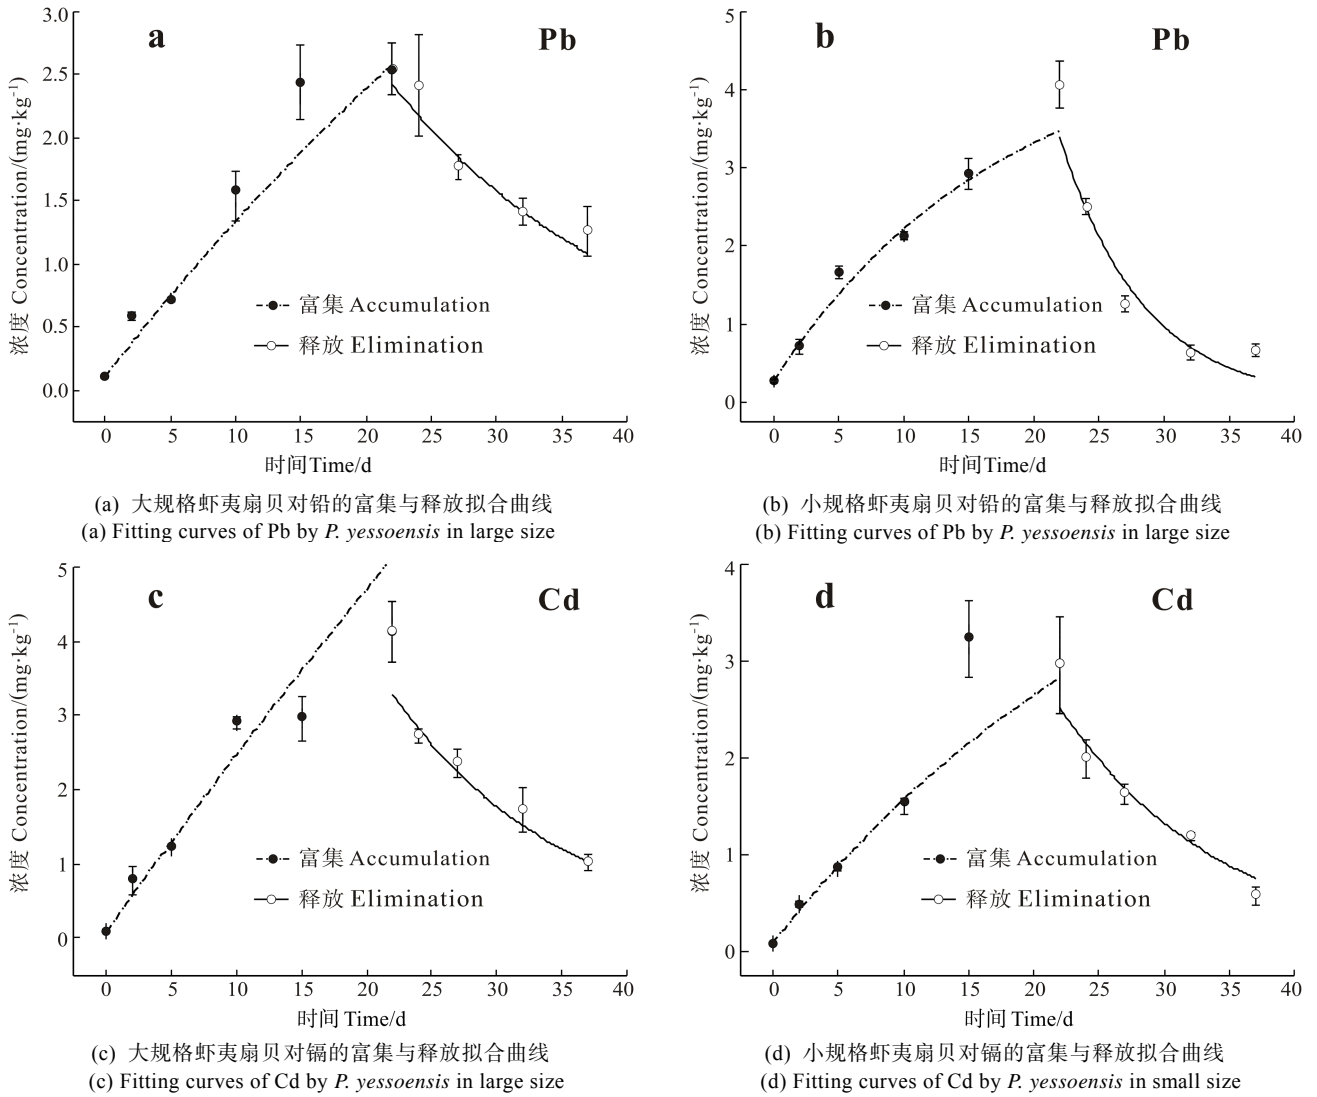 a
Pb
3.0
2.5
2.0
1.5
1.0
0.5
0.0
浓度 Concentration/(mg·kg⁻¹)
富集 Accumulation
释放 Elimination
0 5 10 15 20 25 30 35 40
时间Time/d
(a) 大规格虾夷扇贝对铅的富集与释放拟合曲线
(a) Fitting curves of Pb by P. yessoensis in large size
b
Pb
5
4
3
2
1
0
浓度 Concentration/(mg·kg⁻¹)
富集 Accumulation
释放 Elimination
0 5 10 15 20 25 30 35 40
时间Time/d
(b) 小规格虾夷扇贝对铅的富集与释放拟合曲线
(b) Fitting curves of Pb by P. yessoensis in large size
c
Cd
5
4
3
2
1
0
浓度 Concentration/(mg·kg⁻¹)
富集 Accumulation
释放 Elimination
0 5 10 15 20 25 30 35 40
时间 Time/d
(c) 大规格虾夷扇贝对镉的富集与释放拟合曲线
(c) Fitting curves of Cd by P. yessoensis in large size
d
Cd
4
3
2
1
0
浓度 Concentration/(mg·kg⁻¹)
富集 Accumulation
释放 Elimination
0 5 10 15 20 25 30 35 40
时间 Time/d
(d) 小规格虾夷扇贝对镉的富集与释放拟合曲线
(d) Fitting curves of Cd by P. yessoensis in small size